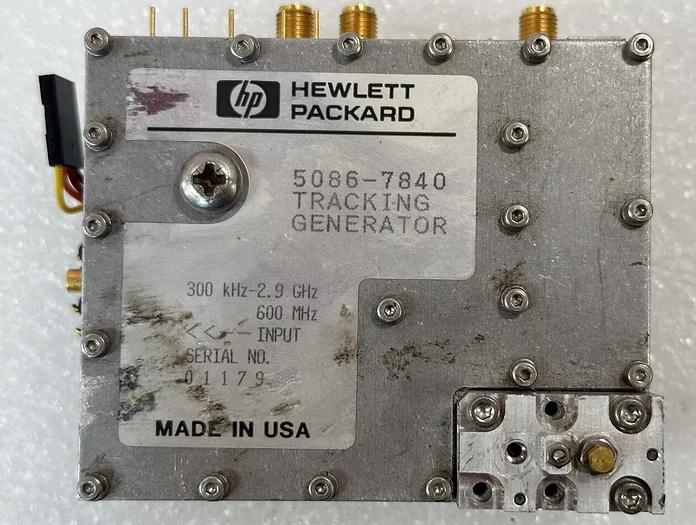 hp HEWLETT
PACKARD
5086-7840
TRACKING
GENERATOR
300 kHz-2.9 GHz
600 MHz
<<-- INPUT
SERIAL NO.
01179
MADE IN USA